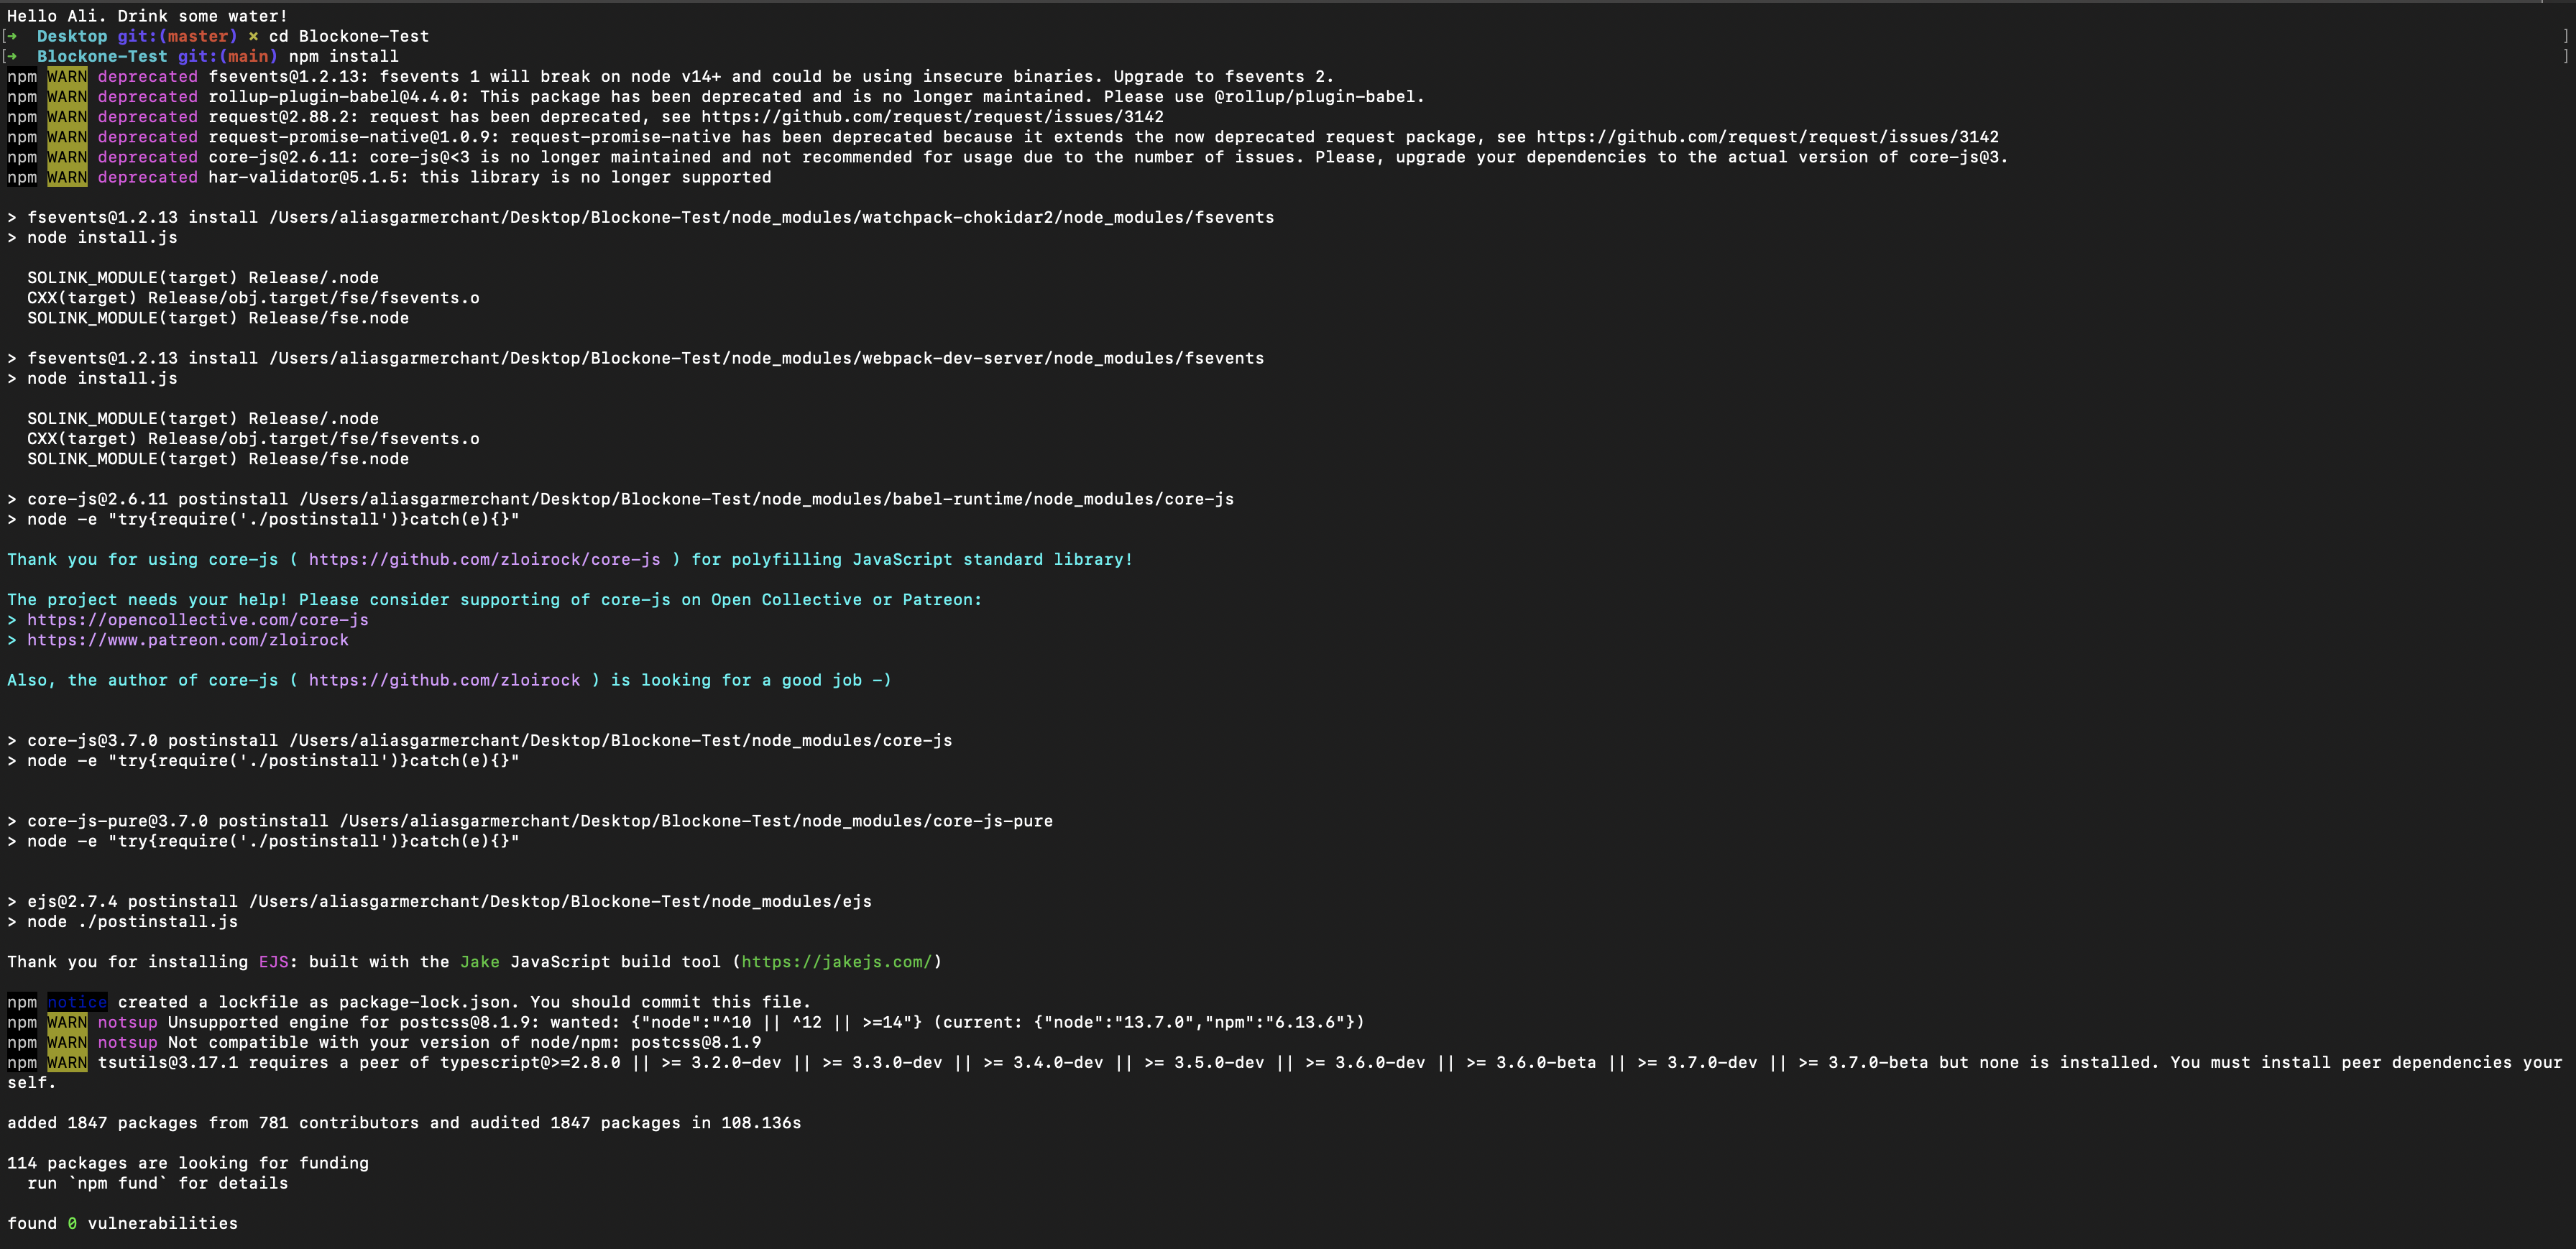 Hello Ali. Drink some water!
[➜  Desktop git:(master) ✗ cd Blockone-Test ]
[➜  Blockone-Test git:(main) npm install ]
npm WARN deprecated fsevents@1.2.13: fsevents 1 will break on node v14+ and could be using insecure binaries. Upgrade to fsevents 2.
npm WARN deprecated rollup-plugin-babel@4.4.0: This package has been deprecated and is no longer maintained. Please use @rollup/plugin-babel.
npm WARN deprecated request@2.88.2: request has been deprecated, see https://github.com/request/request/issues/3142
npm WARN deprecated request-promise-native@1.0.9: request-promise-native has been deprecated because it extends the now deprecated request package, see https://github.com/request/request/issues/3142
npm WARN deprecated core-js@2.6.11: core-js@<3 is no longer maintained and not recommended for usage due to the number of issues. Please, upgrade your dependencies to the actual version of core-js@3.
npm WARN deprecated har-validator@5.1.5: this library is no longer supported

> fsevents@1.2.13 install /Users/aliasgarmerchant/Desktop/Blockone-Test/node_modules/watchpack-chokidar2/node_modules/fsevents
> node install.js

  SOLINK_MODULE(target) Release/.node
  CXX(target) Release/obj.target/fse/fsevents.o
  SOLINK_MODULE(target) Release/fse.node

> fsevents@1.2.13 install /Users/aliasgarmerchant/Desktop/Blockone-Test/node_modules/webpack-dev-server/node_modules/fsevents
> node install.js

  SOLINK_MODULE(target) Release/.node
  CXX(target) Release/obj.target/fse/fsevents.o
  SOLINK_MODULE(target) Release/fse.node

> core-js@2.6.11 postinstall /Users/aliasgarmerchant/Desktop/Blockone-Test/node_modules/babel-runtime/node_modules/core-js
> node -e "try{require('./postinstall')}catch(e){}"

Thank you for using core-js ( https://github.com/zloirock/core-js ) for polyfilling JavaScript standard library!

The project needs your help! Please consider supporting of core-js on Open Collective or Patreon:
> https://opencollective.com/core-js
> https://www.patreon.com/zloirock

Also, the author of core-js ( https://github.com/zloirock ) is looking for a good job -)

> core-js@3.7.0 postinstall /Users/aliasgarmerchant/Desktop/Blockone-Test/node_modules/core-js
> node -e "try{require('./postinstall')}catch(e){}"

> core-js-pure@3.7.0 postinstall /Users/aliasgarmerchant/Desktop/Blockone-Test/node_modules/core-js-pure
> node -e "try{require('./postinstall')}catch(e){}"

> ejs@2.7.4 postinstall /Users/aliasgarmerchant/Desktop/Blockone-Test/node_modules/ejs
> node ./postinstall.js

Thank you for installing EJS: built with the Jake JavaScript build tool (https://jakejs.com/)

npm notice created a lockfile as package-lock.json. You should commit this file.
npm WARN notsup Unsupported engine for postcss@8.1.9: wanted: {"node":"^10 || ^12 || >=14"} (current: {"node":"13.7.0","npm":"6.13.6"})
npm WARN notsup Not compatible with your version of node/npm: postcss@8.1.9
npm WARN tsutils@3.17.1 requires a peer of typescript@>=2.8.0 || >= 3.2.0-dev || >= 3.3.0-dev || >= 3.4.0-dev || >= 3.5.0-dev || >= 3.6.0-dev || >= 3.6.0-beta || >= 3.7.0-dev || >= 3.7.0-beta but none is installed. You must install peer dependencies your
self.

added 1847 packages from 781 contributors and audited 1847 packages in 108.136s

114 packages are looking for funding
  run `npm fund` for details

found 0 vulnerabilities